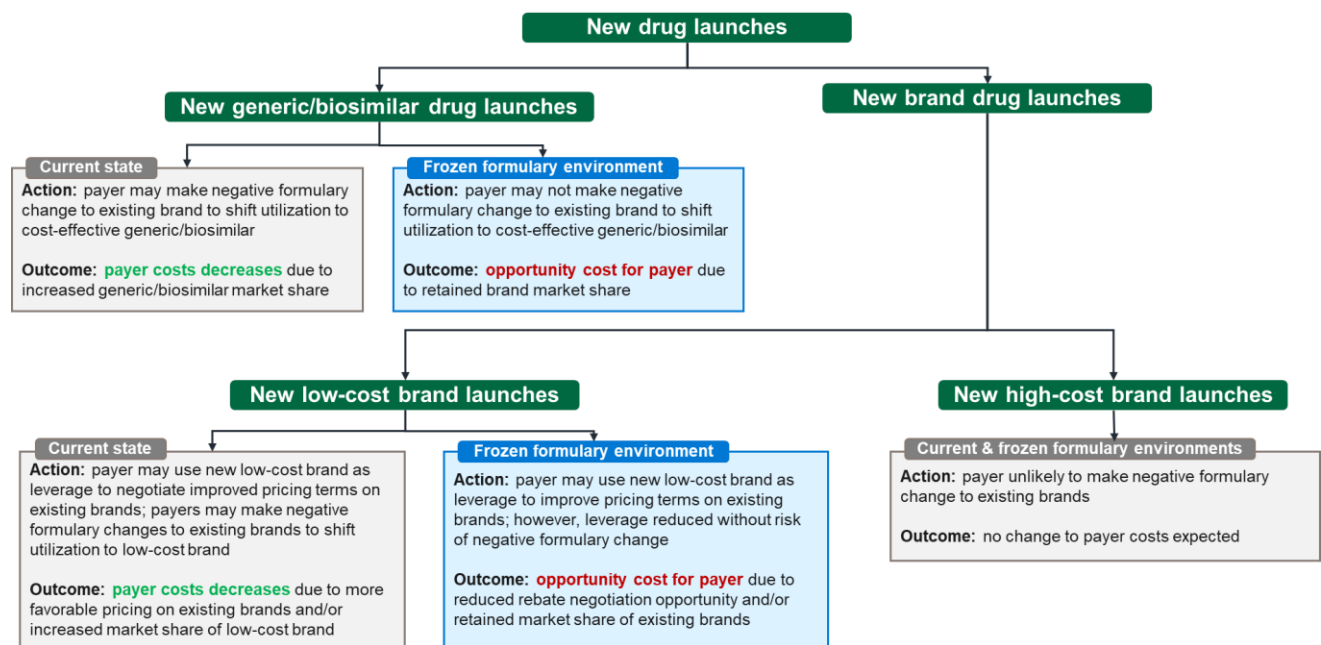 New drug launches
New generic/biosimilar drug launches
New brand drug launches
Current state
Action: payer may make negative formulary
change to existing brand to shift utilization to
cost-effective generic/biosimilar
Outcome: payer costs decreases due to
increased generic/biosimilar market share
Frozen formulary environment
Action: payer may not make negative
formulary change to existing brand to shift
utilization to cost-effective generic/biosimilar
Outcome: opportunity cost for payer due
to retained brand market share
New low-cost brand launches
New high-cost brand launches
Current state
Action: payer may use new low-cost brand as
leverage to negotiate improved pricing terms on
existing brands; payers may make negative
formulary changes to existing brands to shift
utilization to low-cost brand
Outcome: payer costs decreases due to more
favorable pricing on existing brands and/or
increased market share of low-cost brand
Frozen formulary environment
Action: payer may use new low-cost brand as
leverage to improve pricing terms on existing
brands; however, leverage reduced without risk
of negative formulary change
Outcome: opportunity cost for payer due to
reduced rebate negotiation opportunity and/or
retained market share of existing brands
Current & frozen formulary environments
Action: payer unlikely to make negative formulary
change to existing brands
Outcome: no change to payer costs expected